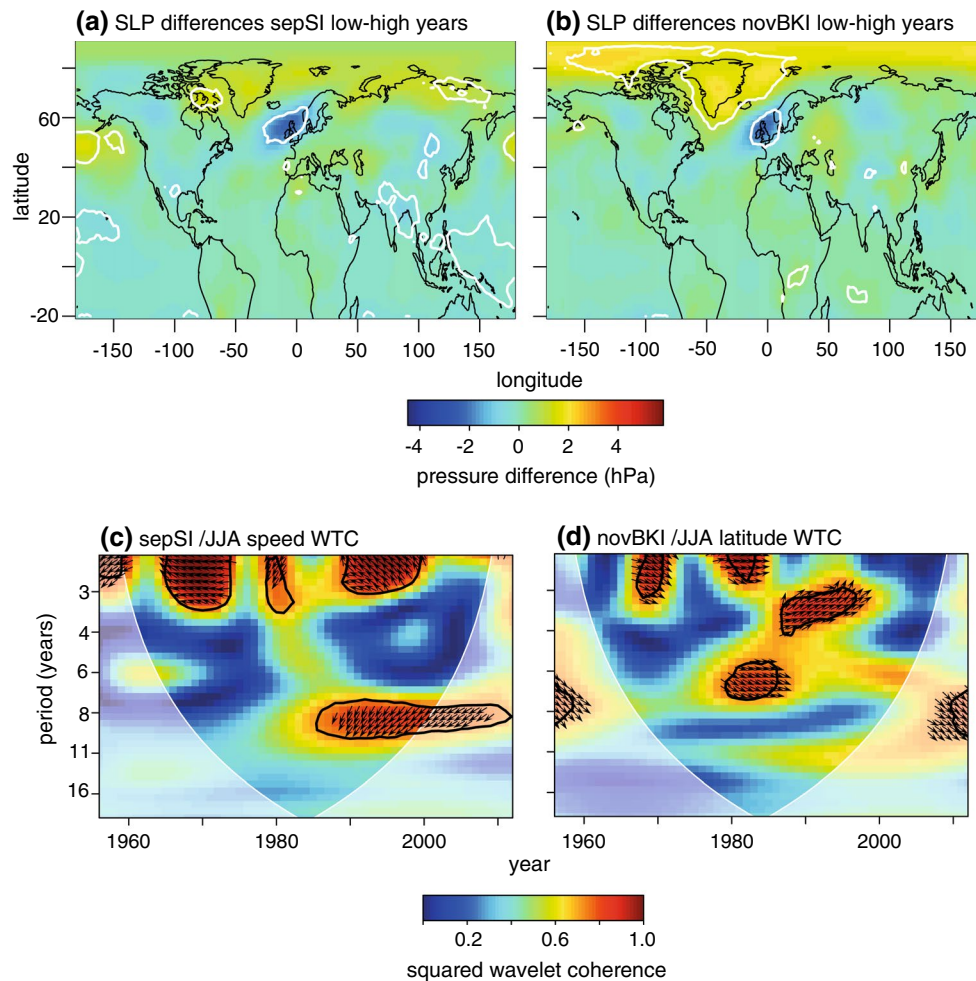 (a) SLP differences sepSI low-high years
(b) SLP differences novBKI low-high years
latitude
60
20
-20
-150 -100 -50 0 50 100 150
-150 -100 -50 0 50 100 150
longitude
-4 -2 0 2 4
pressure difference (hPa)
(c) sepSI /JJA speed WTC
(d) novBKI /JJA latitude WTC
period (years)
3
4
6
8
11
16
1960 1980 2000
1960 1980 2000
year
0.2 0.6 1.0
squared wavelet coherence